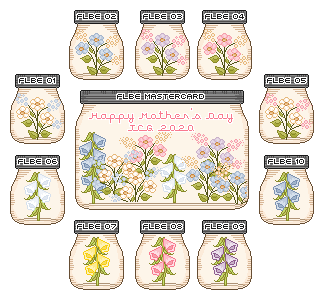 FLBE 02 FLBE 03 FLBE 04
FLBE 01 FLBE MASTERCARD FLBE 05
Happy Mother's Day
TCG 2020
FLBE 06 FLBE 10
FLBE 07 FLBE 08 FLBE 09